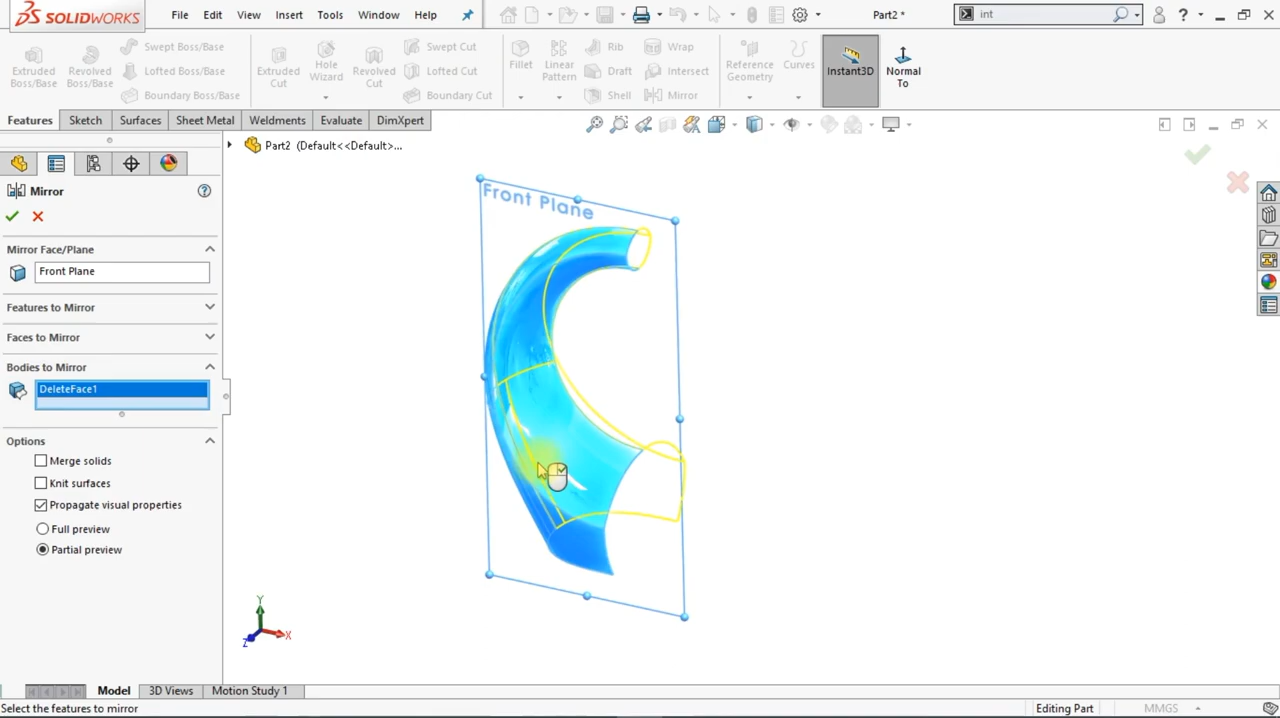 SOLIDWORKS File Edit View Insert Tools Window Help Part2 * int ?
Extruded Boss/Base
Revolved Boss/Base
Swept Boss/Base
Lofted Boss/Base
Boundary Boss/Base
Extruded Cut
Hole Wizard
Revolved Cut
Swept Cut
Lofted Cut
Boundary Cut
Fillet
Linear Pattern
Rib
Draft
Shell
Wrap
Intersect
Mirror
Reference Geometry
Curves
Instant3D
Normal To
Features Sketch Surfaces Sheet Metal Weldments Evaluate DimXpert
Part2 (Default<<Default>...
Mirror ?
Mirror Face/Plane
Front Plane
Features to Mirror
Faces to Mirror
Bodies to Mirror
DeleteFace1
Options
Merge solids
Knit surfaces
Propagate visual properties
Full preview
Partial preview
Front Plane
Y
X
Z
Model 3D Views Motion Study 1
Select the features to mirror Editing Part MMGS